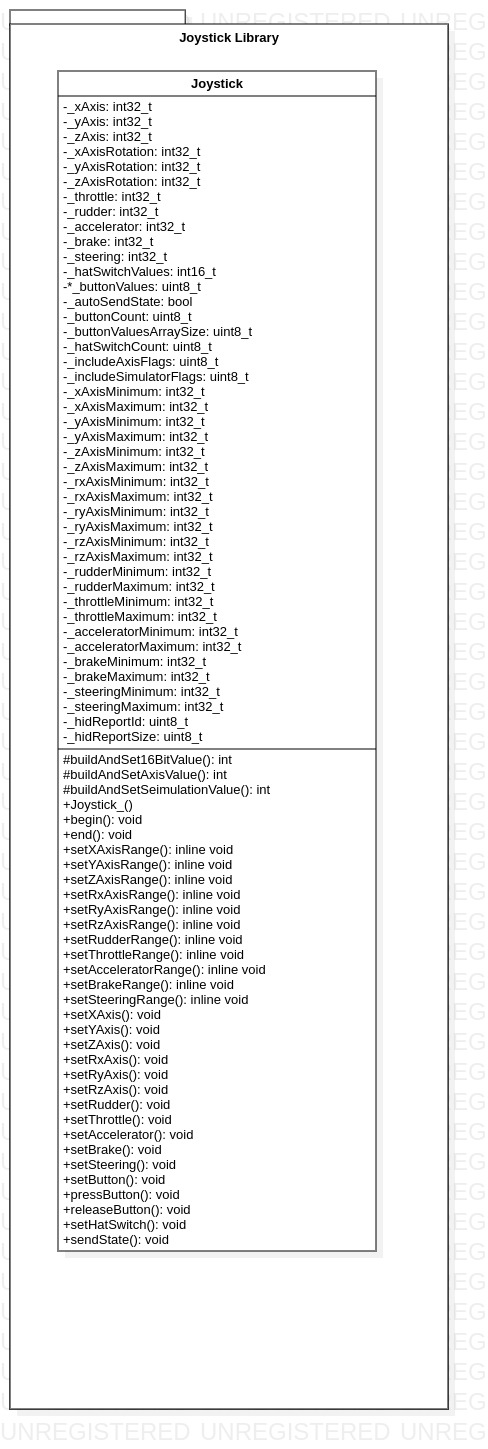 UNREGISTERED UNREG
Joystick Library
Joystick
-_xAxis: int32_t
-_yAxis: int32_t
-_zAxis: int32_t
-_xAxisRotation: int32_t
-_yAxisRotation: int32_t
-_zAxisRotation: int32_t
-_throttle: int32_t
-_rudder: int32_t
-_accelerator: int32_t
-_brake: int32_t
-_steering: int32_t
-_hatSwitchValues: int16_t
-*_buttonValues: uint8_t
-_autoSendState: bool
-_buttonCount: uint8_t
-_buttonValuesArraySize: uint8_t
-_hatSwitchCount: uint8_t
-_includeAxisFlags: uint8_t
-_includeSimulatorFlags: uint8_t
-_xAxisMinimum: int32_t
-_xAxisMaximum: int32_t
-_yAxisMinimum: int32_t
-_yAxisMaximum: int32_t
-_zAxisMinimum: int32_t
-_zAxisMaximum: int32_t
-_rxAxisMinimum: int32_t
-_rxAxisMaximum: int32_t
-_ryAxisMinimum: int32_t
-_ryAxisMaximum: int32_t
-_rzAxisMinimum: int32_t
-_rzAxisMaximum: int32_t
-_rudderMinimum: int32_t
-_rudderMaximum: int32_t
-_throttleMinimum: int32_t
-_throttleMaximum: int32_t
-_acceleratorMinimum: int32_t
-_acceleratorMaximum: int32_t
-_brakeMinimum: int32_t
-_brakeMaximum: int32_t
-_steeringMinimum: int32_t
-_steeringMaximum: int32_t
-_hidReportId: uint8_t
-_hidReportSize: uint8_t
#buildAndSet16BitValue(): int
#buildAndSetAxisValue(): int
#buildAndSetSeimulationValue(): int
+Joystick_()
+begin(): void
+end(): void
+setXAxisRange(): inline void
+setYAxisRange(): inline void
+setZAxisRange(): inline void
+setRxAxisRange(): inline void
+setRyAxisRange(): inline void
+setRzAxisRange(): inline void
+setRudderRange(): inline void
+setThrottleRange(): inline void
+setAcceleratorRange(): inline void
+setBrakeRange(): inline void
+setSteeringRange(): inline void
+setXAxis(): void
+setYAxis(): void
+setZAxis(): void
+setRxAxis(): void
+setRyAxis(): void
+setRzAxis(): void
+setRudder(): void
+setThrottle(): void
+setAccelerator(): void
+setBrake(): void
+setSteering(): void
+setButton(): void
+pressButton(): void
+releaseButton(): void
+setHatSwitch(): void
+sendState(): void
UNREGISTERED UNREGISTERED UNREG